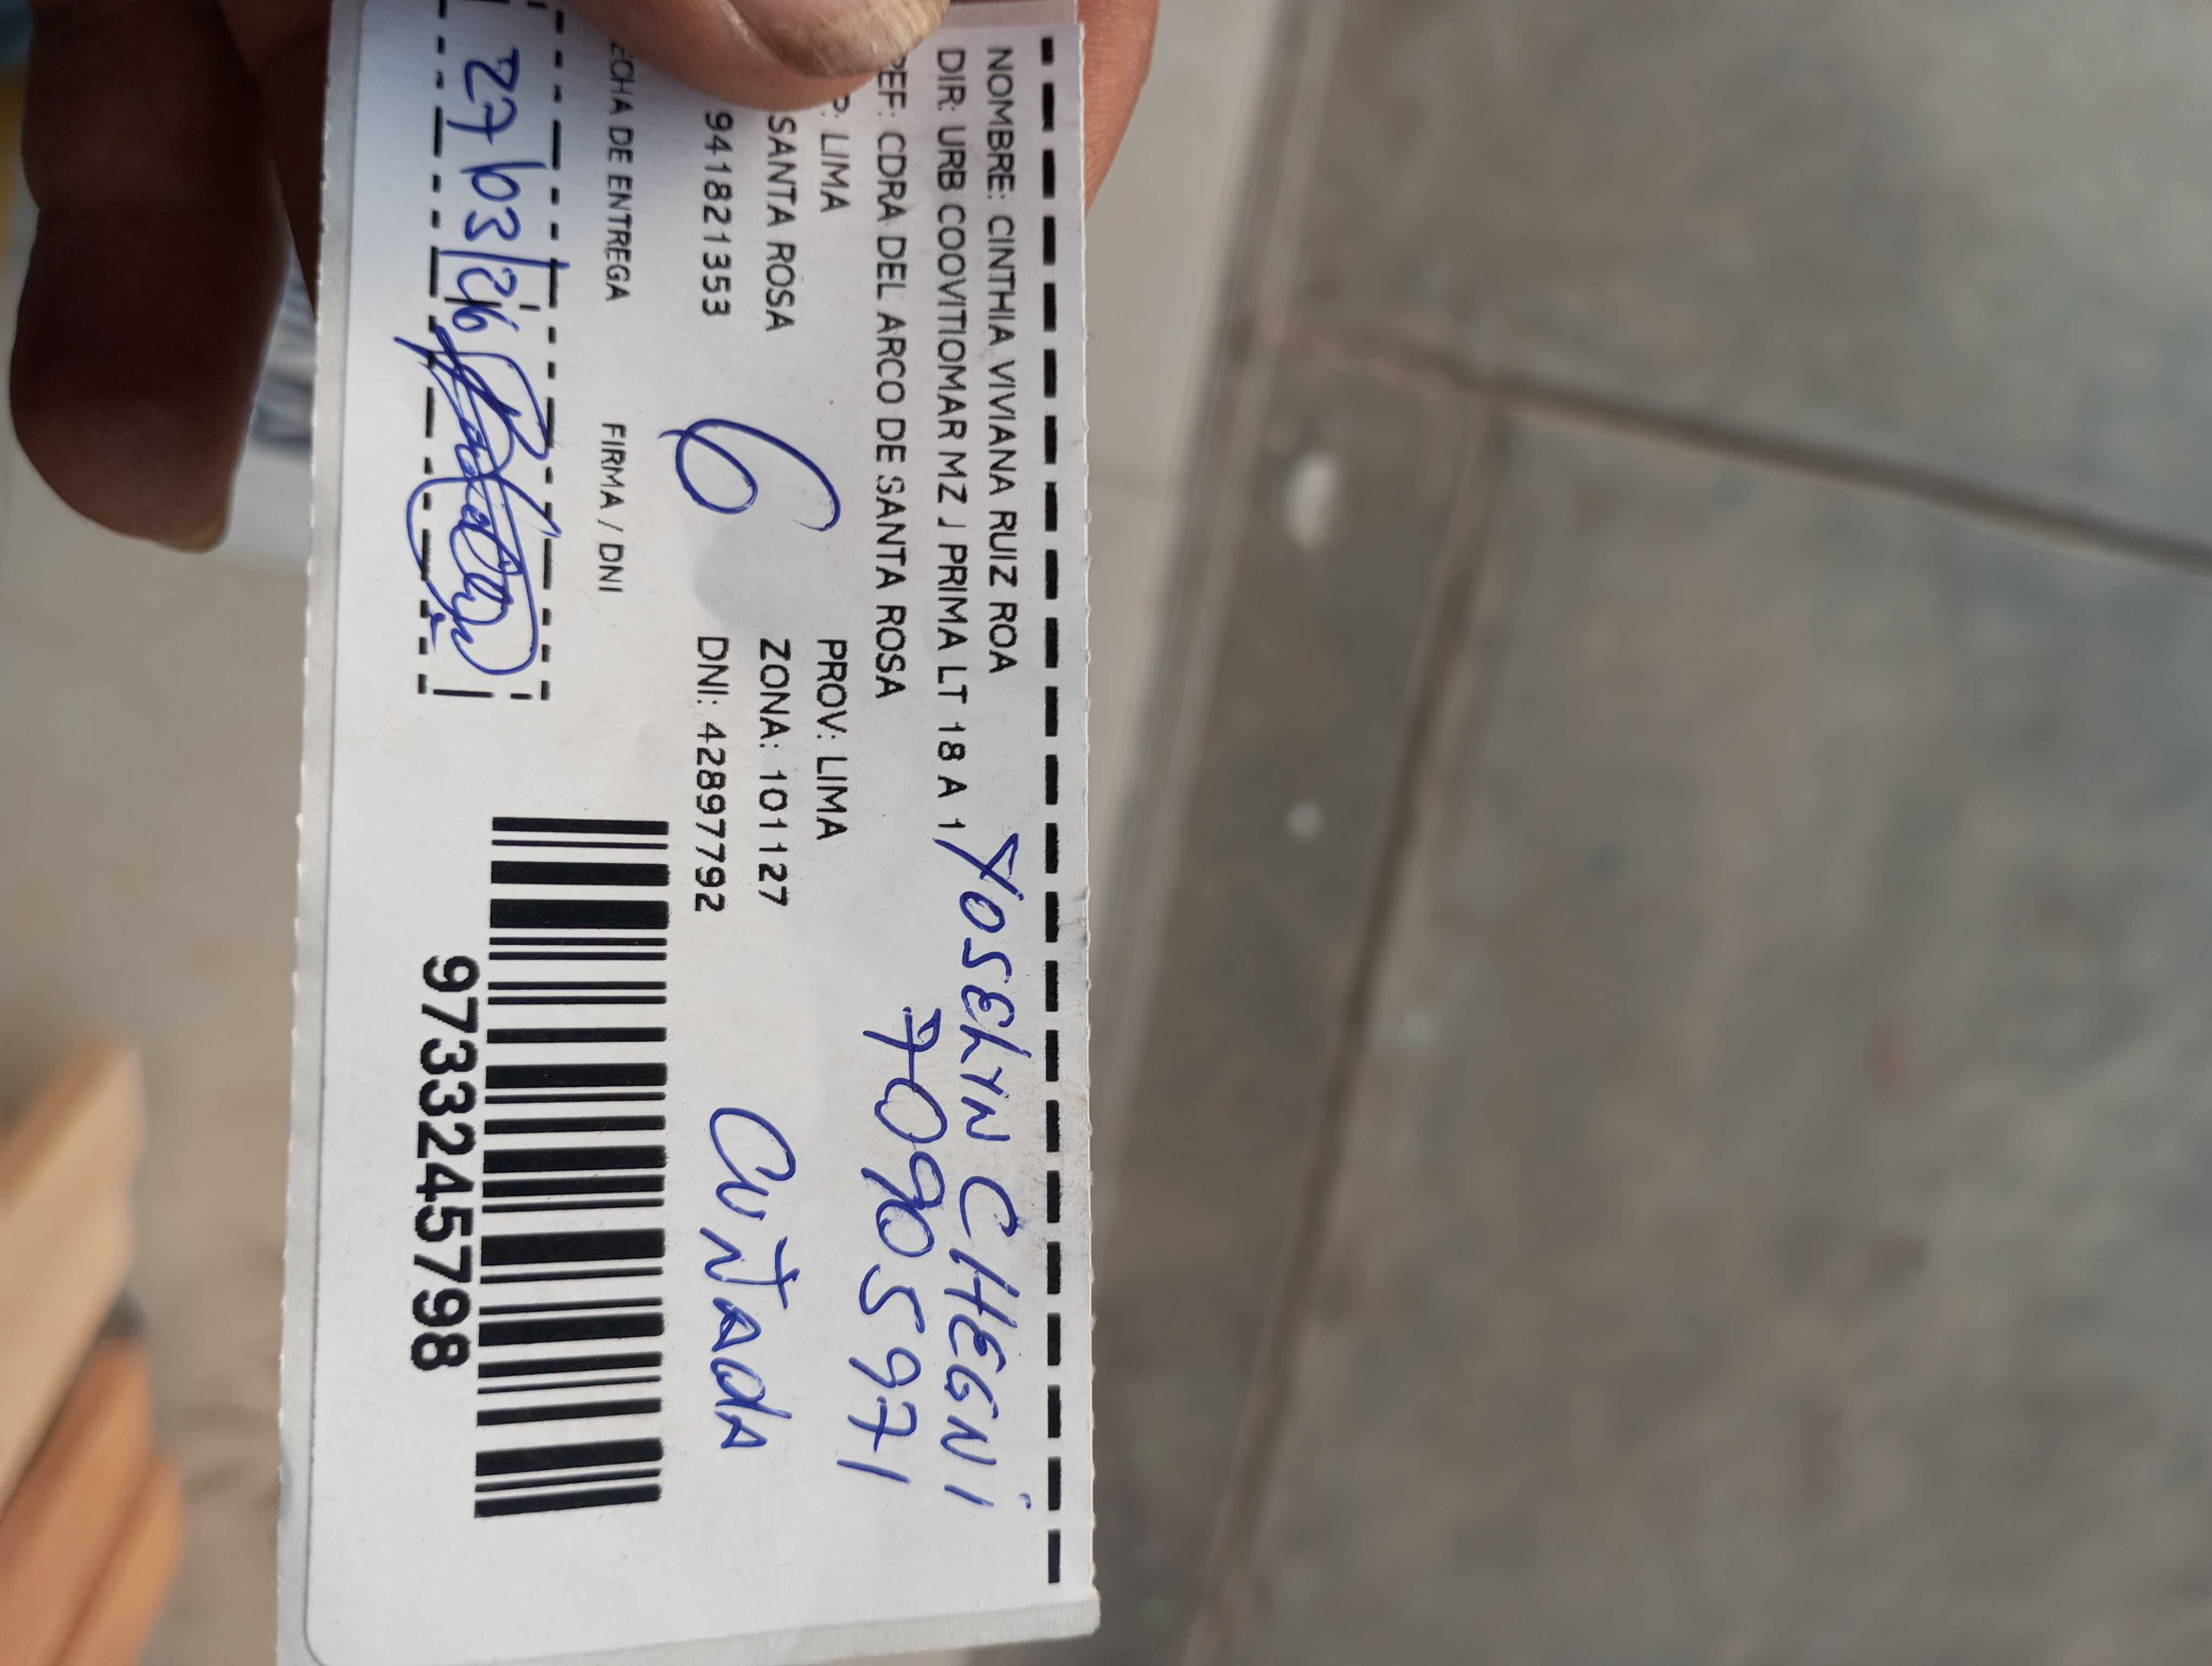 NOMBRE: CINTHIA VIVIANA RUIZ ROA
DIR: URB COOVITIOMAR MZ J PRIMA LT 18 A 1
YOSELYN CHEGNI
REF: CDRA DEL ARCO DE SANTA ROSA
70905971
P: LIMA PROV: LIMA
SANTA ROSA ZONA: 101127
941821353 6 DNI: 42897792 CUÑADA
ECHA DE ENTREGA FIRMA / DNI
27/03/26
9733245798